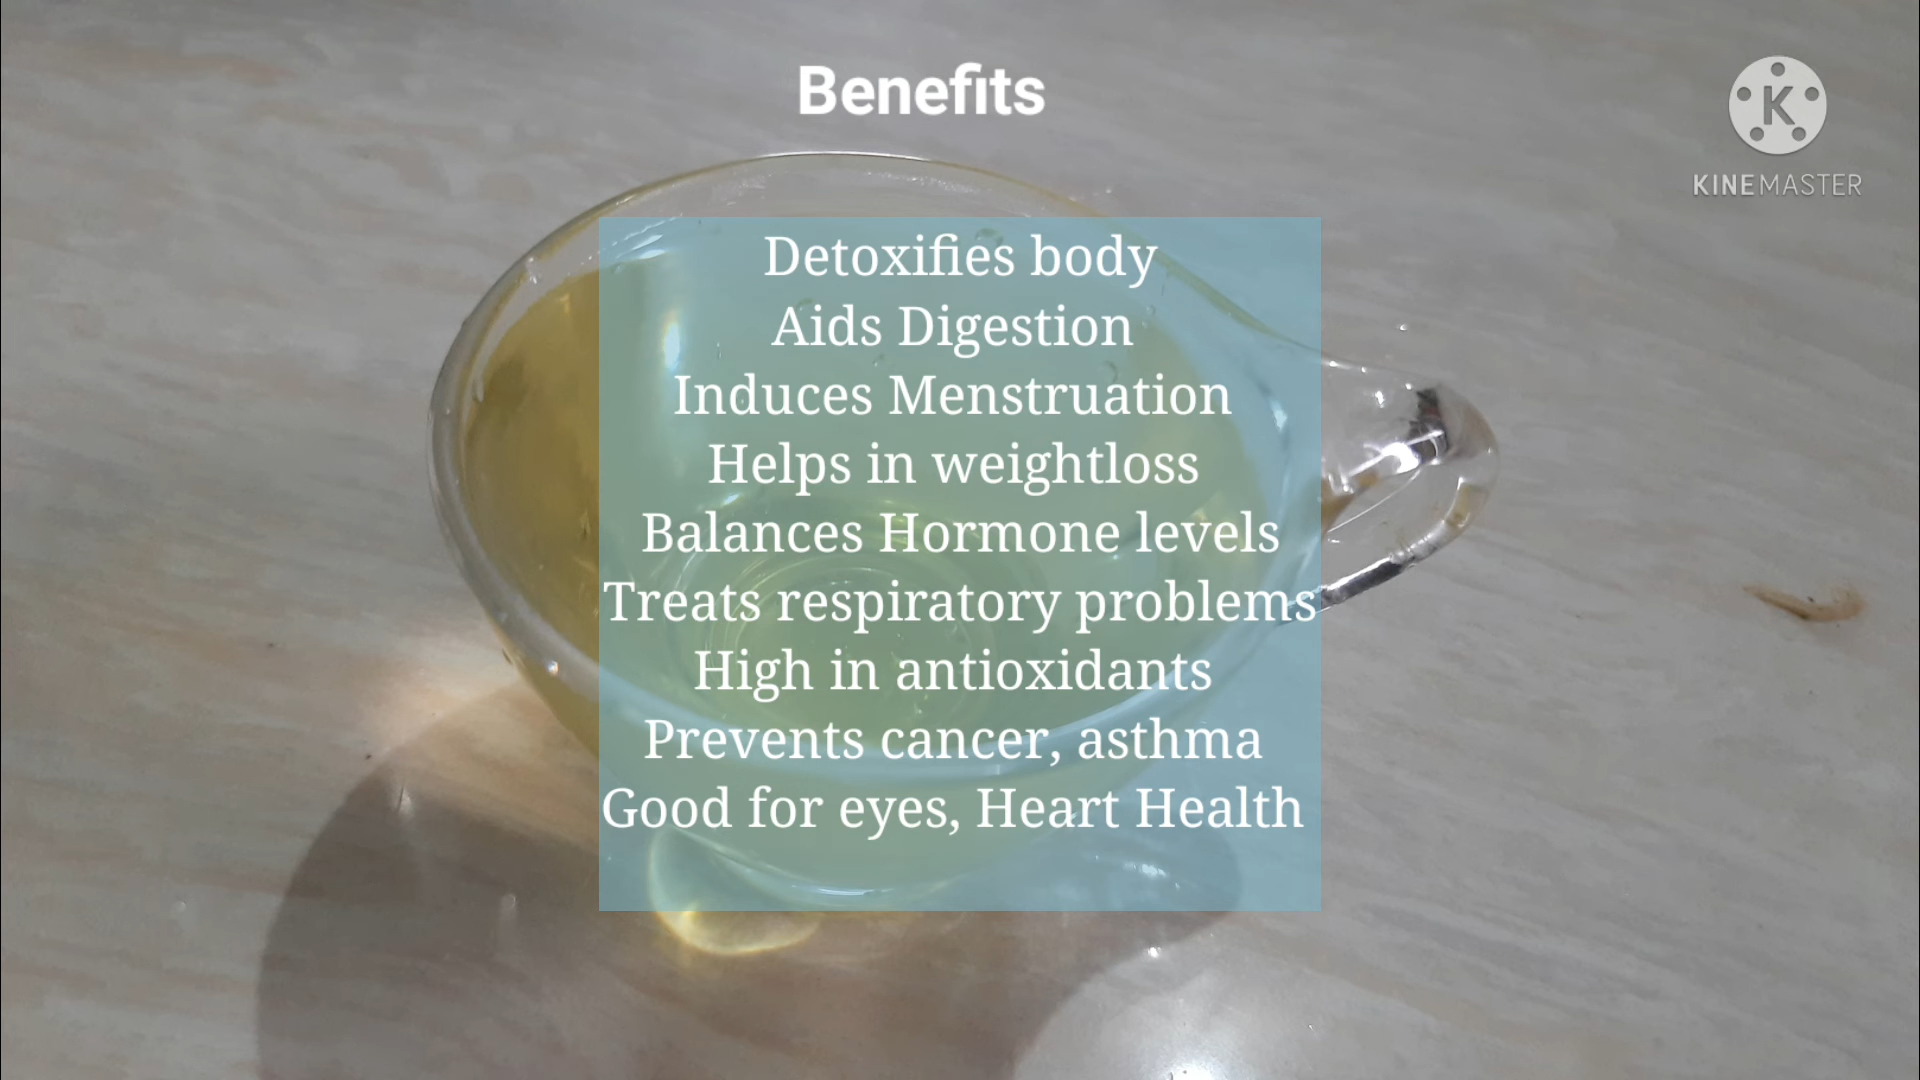 Benefits
K
KINEMASTER
Detoxifies body
Aids Digestion
Induces Menstruation
Helps in weightloss
Balances Hormone levels
Treats respiratory problems
High in antioxidants
Prevents cancer, asthma
Good for eyes, Heart Health